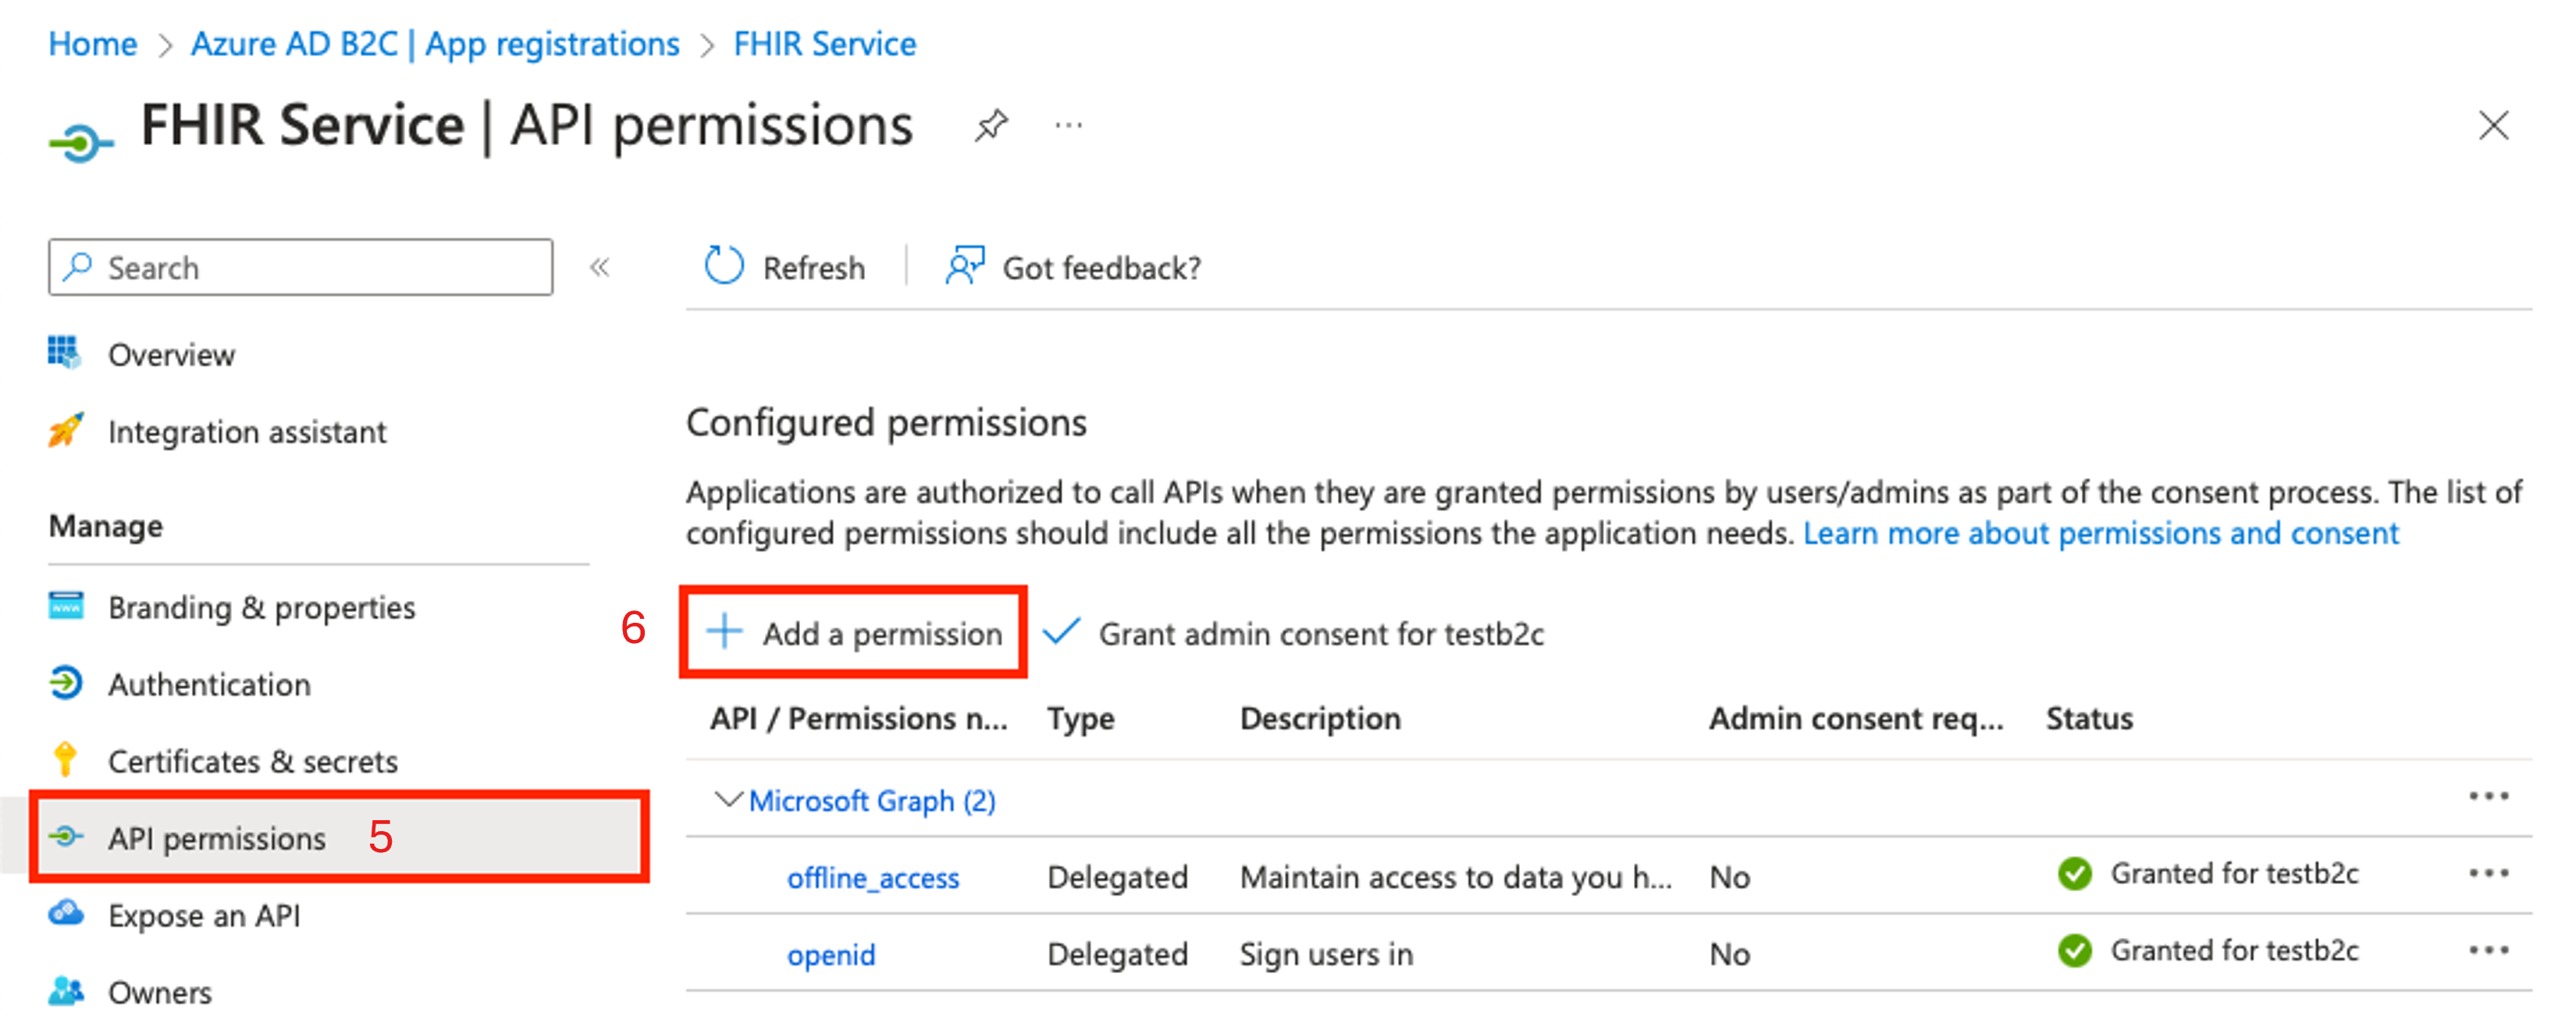 Home > Azure AD B2C | App registrations > FHIR Service
FHIR Service | API permissions ...
Search «
Overview
Integration assistant
Manage
Branding & properties
Authentication
Certificates & secrets
API permissions 5
Expose an API
Owners
Refresh | Got feedback?
Configured permissions
Applications are authorized to call APIs when they are granted permissions by users/admins as part of the consent process. The list of
configured permissions should include all the permissions the application needs. Learn more about permissions and consent
6 + Add a permission ✓ Grant admin consent for testb2c
API / Permissions n... Type Description Admin consent req... Status
Microsoft Graph (2) ...
offline_access Delegated Maintain access to data you h... No Granted for testb2c ...
openid Delegated Sign users in No Granted for testb2c ...